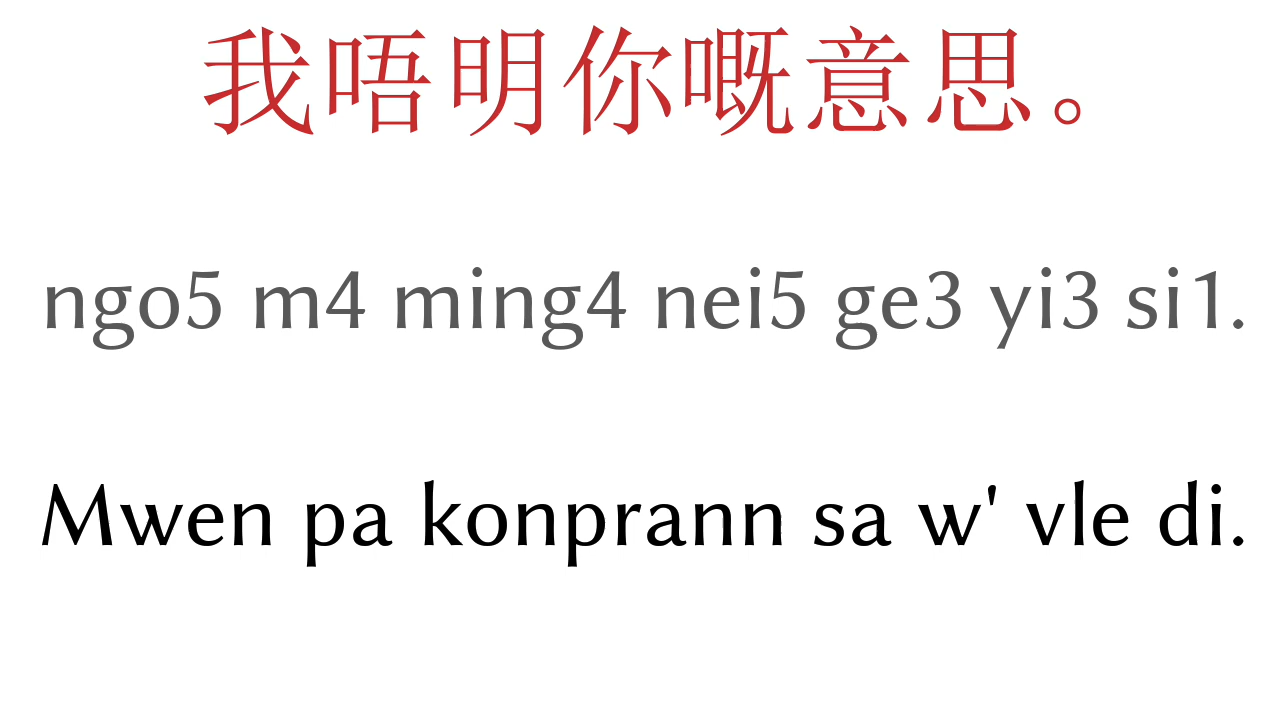 我唔明你嘅意思。
ngo5 m4 ming4 nei5 ge3 yi3 si1.
Mwen pa konprann sa w' vle di.